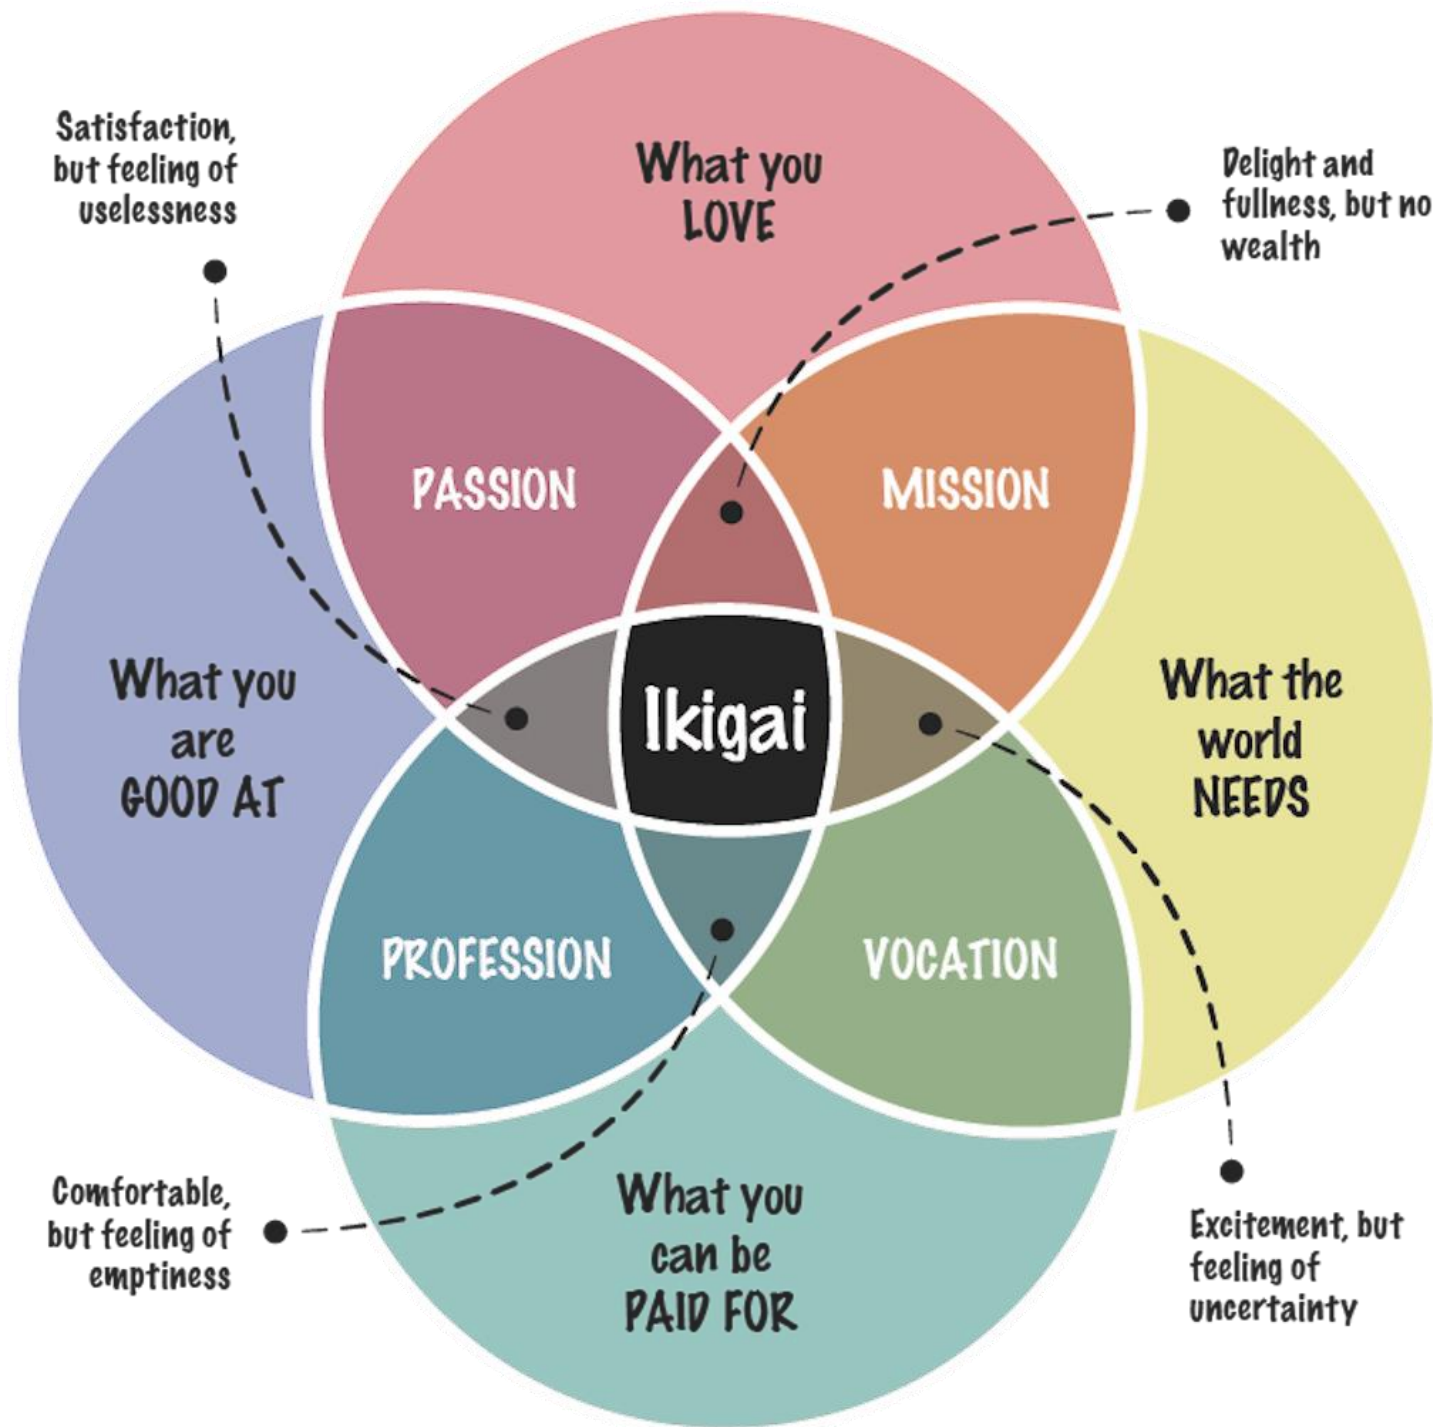 What you
LOVE
Satisfaction,
but feeling of
uselessness
Delight and
fullness, but no
wealth
PASSION
MISSION
What you
are
GOOD AT
Ikigai
What the
world
NEEDS
PROFESSION
VOCATION
Comfortable,
but feeling of
emptiness
What you
can be
PAID FOR
Excitement, but
feeling of
uncertainty